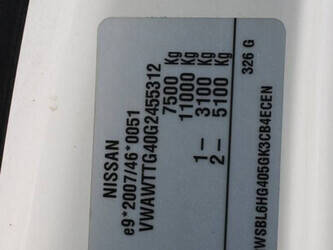 NISSAN
e9*2007/46*0051
VWAWTTG40G2455312
7500 Kg
11000 Kg
1– 3100 Kg
2– 5100 Kg
WSBL6HG405GK3CB4ECEN
326 G